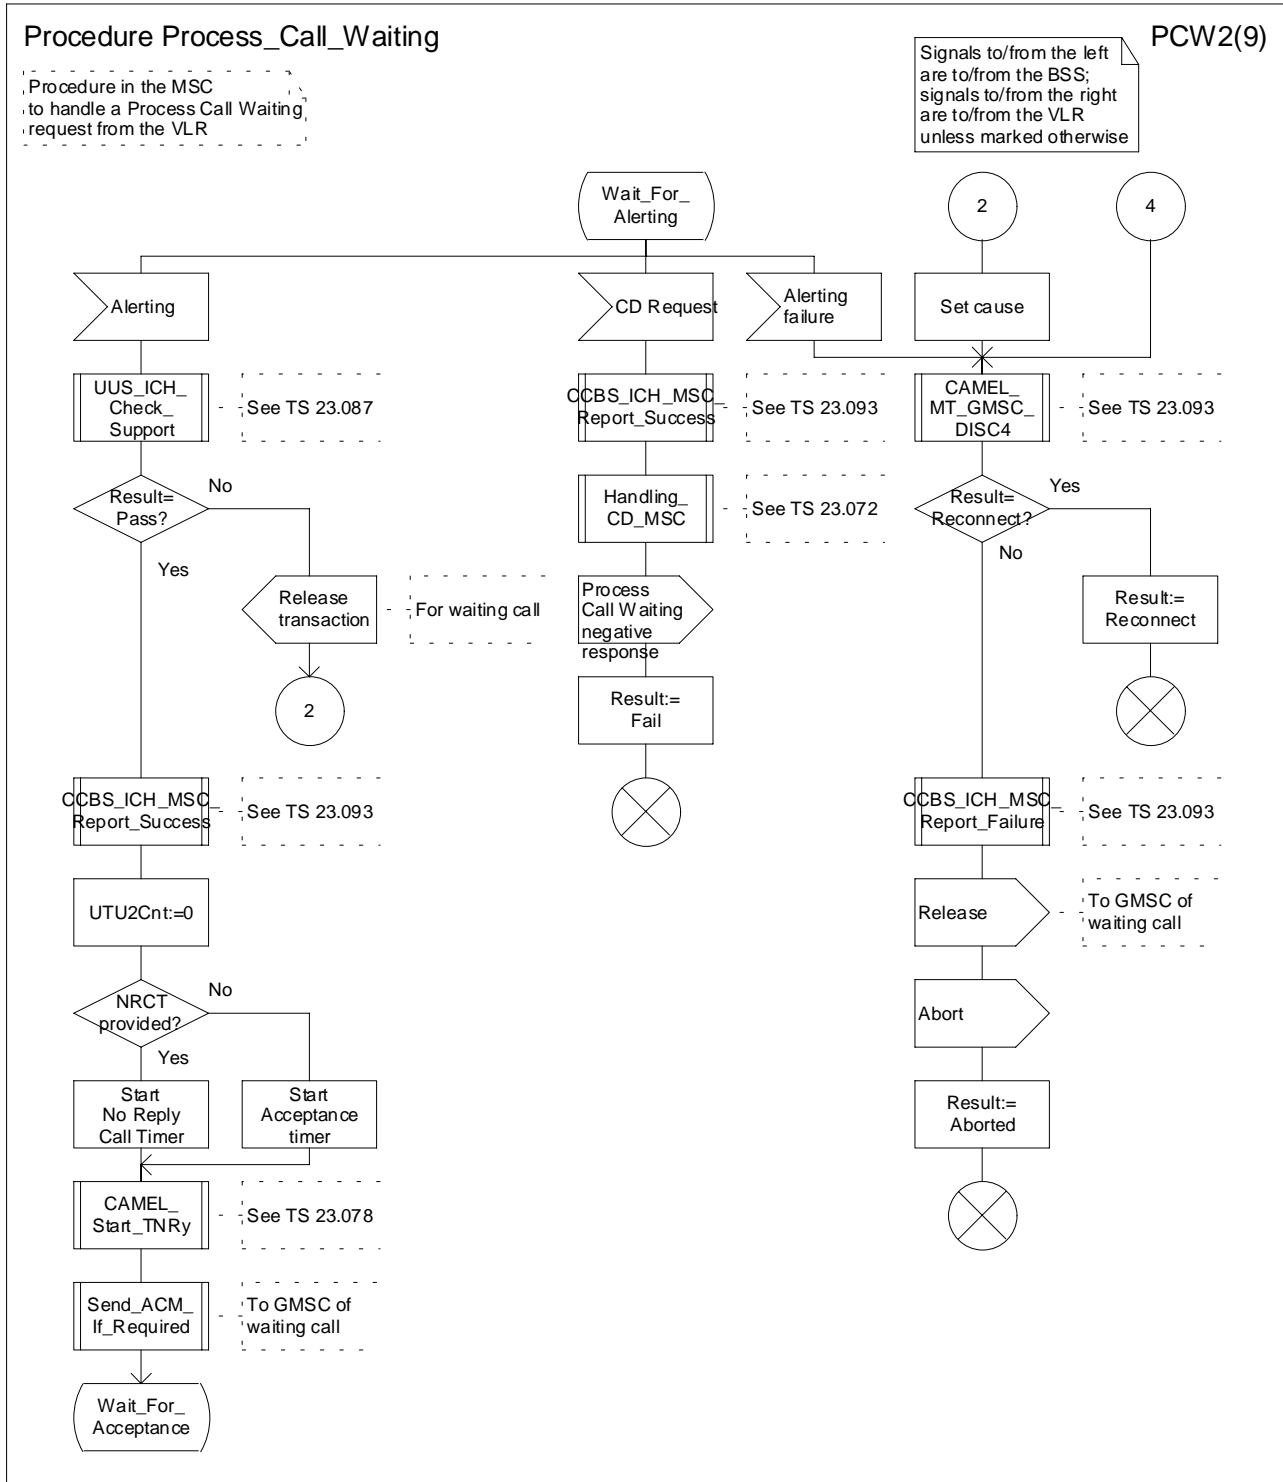 Procedure Process_Call_Waiting
PCW2(9)
Procedure in the MSC
to handle a Process Call Waiting
request from the VLR
Signals to/from the left
are to/from the BSS;
signals to/from the right
are to/from the VLR
unless marked otherwise
Wait_For_
Alerting
2
4
Alerting
CD Request
Alerting
failure
Set cause
UUS_ICH_
Check_
Support
See TS 23.087
CCBS_ICH_MSC_
Report_Success
See TS 23.093
CAMEL_
MT_GMSC_
DISC4
See TS 23.093
Result=
Pass?
No
Yes
Handling_
CD_MSC
See TS 23.072
Result=
Reconnect?
Yes
No
Release
transaction
For waiting call
Process
Call Waiting
negative
response
Result:=
Reconnect
2
Result:=
Fail
CCBS_ICH_MSC_
Report_Success
See TS 23.093
CCBS_ICH_MSC_
Report_Failure
See TS 23.093
UTU2Cnt:=0
Release
To GMSC of
waiting call
NRCT
provided?
No
Yes
Abort
Start
No Reply
Call Timer
Start
Acceptance
timer
Result:=
Aborted
CAMEL_
Start_TNRy
See TS 23.078
Send_ACM_
If_Required
To GMSC of
waiting call
Wait_For_
Acceptance